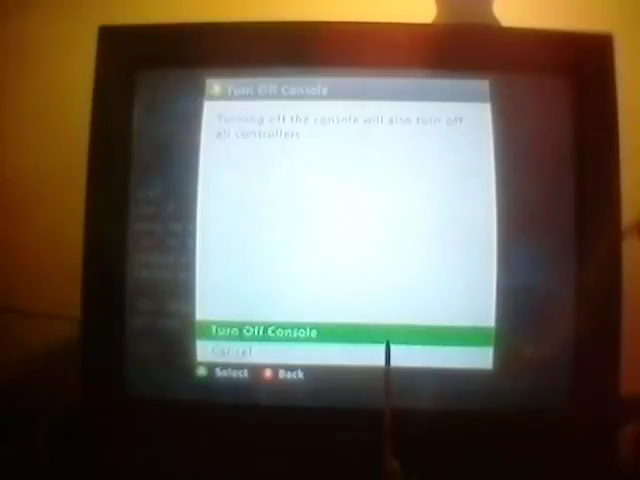 Turn Off Console
Turning off the console will also turn off
all controllers.
Turn Off Console
Cancel
A Select B Back